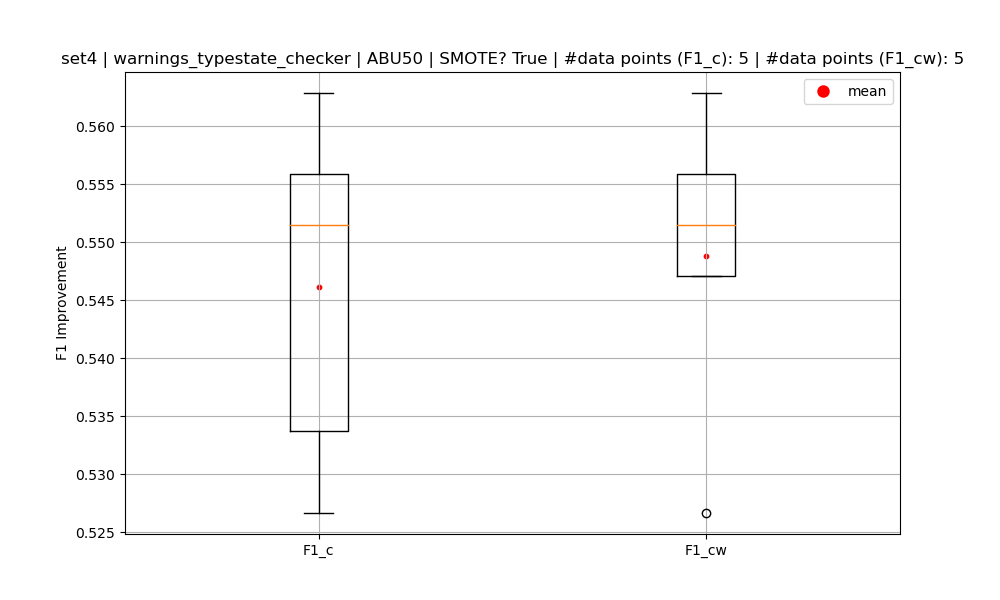 set4 | warnings_typestate_checker | ABU50 | SMOTE? True | #data points (F1_c): 5 | #data points (F1_cw): 5
mean
0.560
0.555
0.550
0.545
0.540
0.535
0.530
0.525
F1 Improvement
F1_c
F1_cw